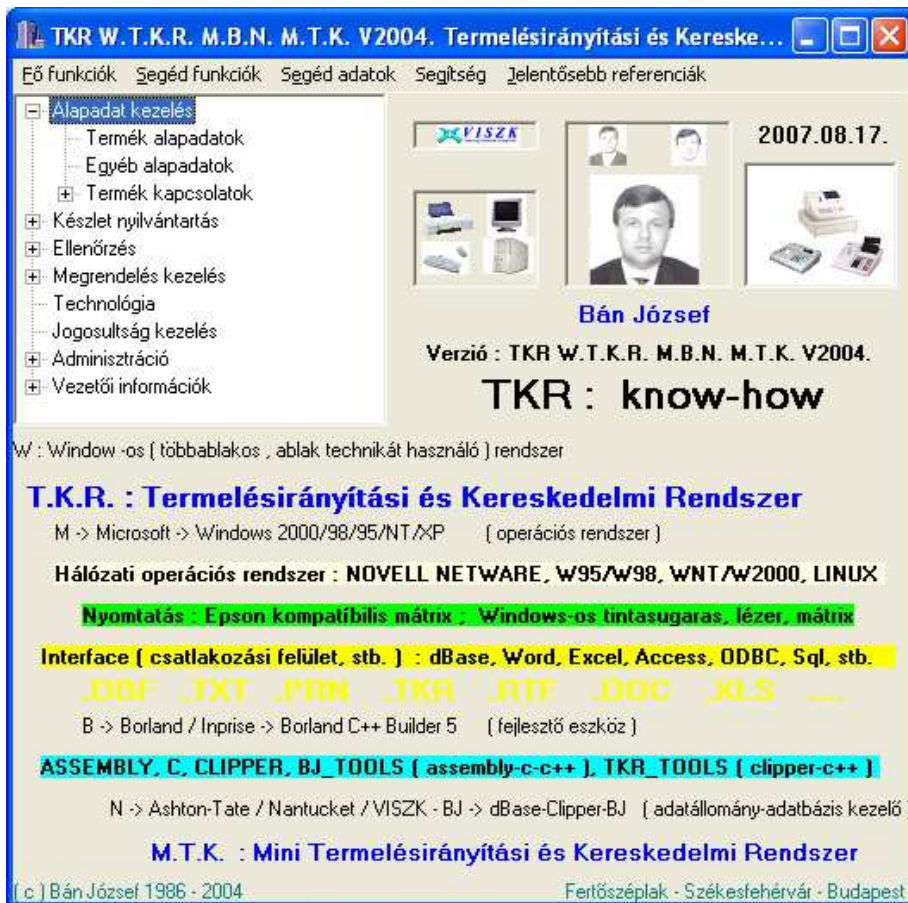 TKR W.T.K.R. M.B.N. M.T.K. V2004. Termelésirányítási és Kereske...
Fő funkciók Segéd funkciók Segéd adatok Segítség Jelentősebb referenciák
Alapadat kezelés
Termék alapadatok
Egyéb alapadatok
Termék kapcsolatok
Készlet nyilvántartás
Ellenőrzés
Megrendelés kezelés
Technológia
Jogosultság kezelés
Adminisztráció
Vezetői információk
VISZK
2007.08.17.
Bán József
Verzió : TKR W.T.K.R. M.B.N. M.T.K. V2004.
TKR : know-how
W : Window -os ( többablakos , ablak technikát használó ) rendszer
T.K.R. : Termelésirányítási és Kereskedelmi Rendszer
M -> Microsoft -> Windows 2000/98/95/NT/XP ( operációs rendszer )
Hálózati operációs rendszer : NOVELL NETWARE, W95/W98, WNT/W2000, LINUX
Nyomtatás : Epson kompatíbilis mátrix ; Windows-os tintasugaras, lézer, mátrix
Interface ( csatlakozási felület, stb. ) : dBase, Word, Excel, Access, ODBC, Sql, stb.
.DBF .TXT .PRN .TKR .RTF .DOC .XLS ....
B -> Borland / Inprise -> Borland C++ Builder 5 ( fejlesztő eszköz )
ASSEMBLY, C, CLIPPER, BJ_TOOLS ( assembly-c-c++ ), TKR_TOOLS ( clipper-c++ )
N -> Ashton-Tate / Nantucket / VISZK - BJ -> dBase-Clipper-BJ ( adatállomány-adatbázis kezelő )
M.T.K. : Mini Termelésirányítási és Kereskedelmi Rendszer
( c ) Bán József 1986 - 2004 Fertőszéplak - Székesfehérvár - Budapest